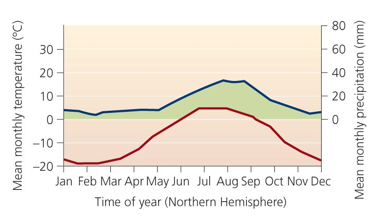 Mean monthly temperature (°C)
30
20
10
0
−10
−20
80
60
40
20
0
Mean monthly precipitation (mm)
Jan Feb Mar Apr May Jun Jul Aug Sep Oct Nov Dec
Time of year (Northern Hemisphere)